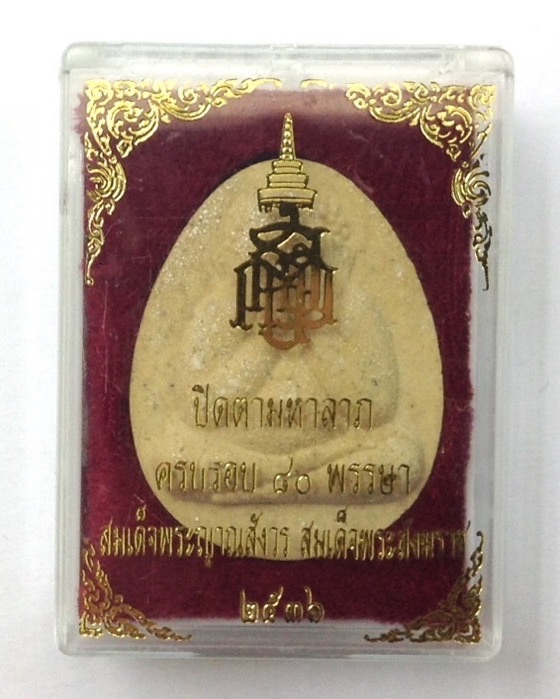 ปิดตามหาลาภ
ครบรอบ ๘๐ พรรษา
สมเด็จพระญาณสังวร สมเด็จพระสังฆราช
๒๕๓๖